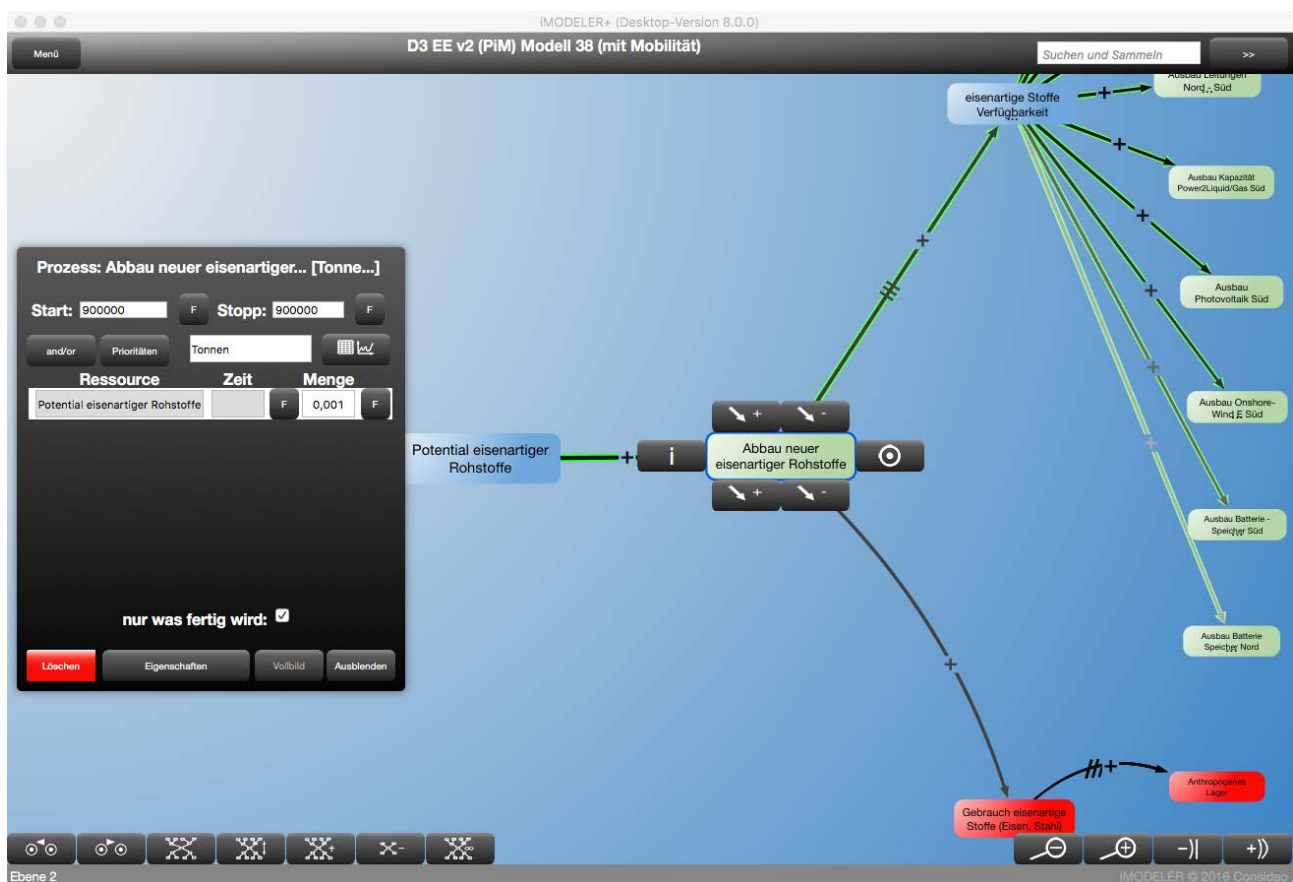 iMODELER+ (Desktop-Version 8.0.0)
Menü
D3 EE v2 (PiM) Modell 38 (mit Mobilität)
Suchen und Sammeln
>>
Ausbau Leitungen
Nord - Süd
eisenartige Stoffe
Verfügbarkeit
+
+
Ausbau Kapazität
Power2Liquid/Gas Süd
+
+
Ausbau
Photovoltaik Süd
+
+
Ausbau Onshore-
Wind E Süd
+
Ausbau Batterie -
Speicher Süd
Ausbau Batterie
Speicher Nord
Prozess: Abbau neuer eisenartiger... [Tonne...]
Start: 900000 F Stopp: 900000 F
and/or Prioritäten Tonnen
Ressource Zeit Menge
Potential eisenartiger Rohstoffe F 0,001 F
nur was fertig wird:
Löschen Eigenschaften Vollbild Ausblenden
Potential eisenartiger
Rohstoffe
+
i
+ -
Abbau neuer
eisenartiger Rohstoffe
+ -
+
+
Anthropogenes
Lager
Gebrauch eisenartige
Stoffe (Eisen, Stahl)
Ebene 2
iMODELER © 2016 Consideo